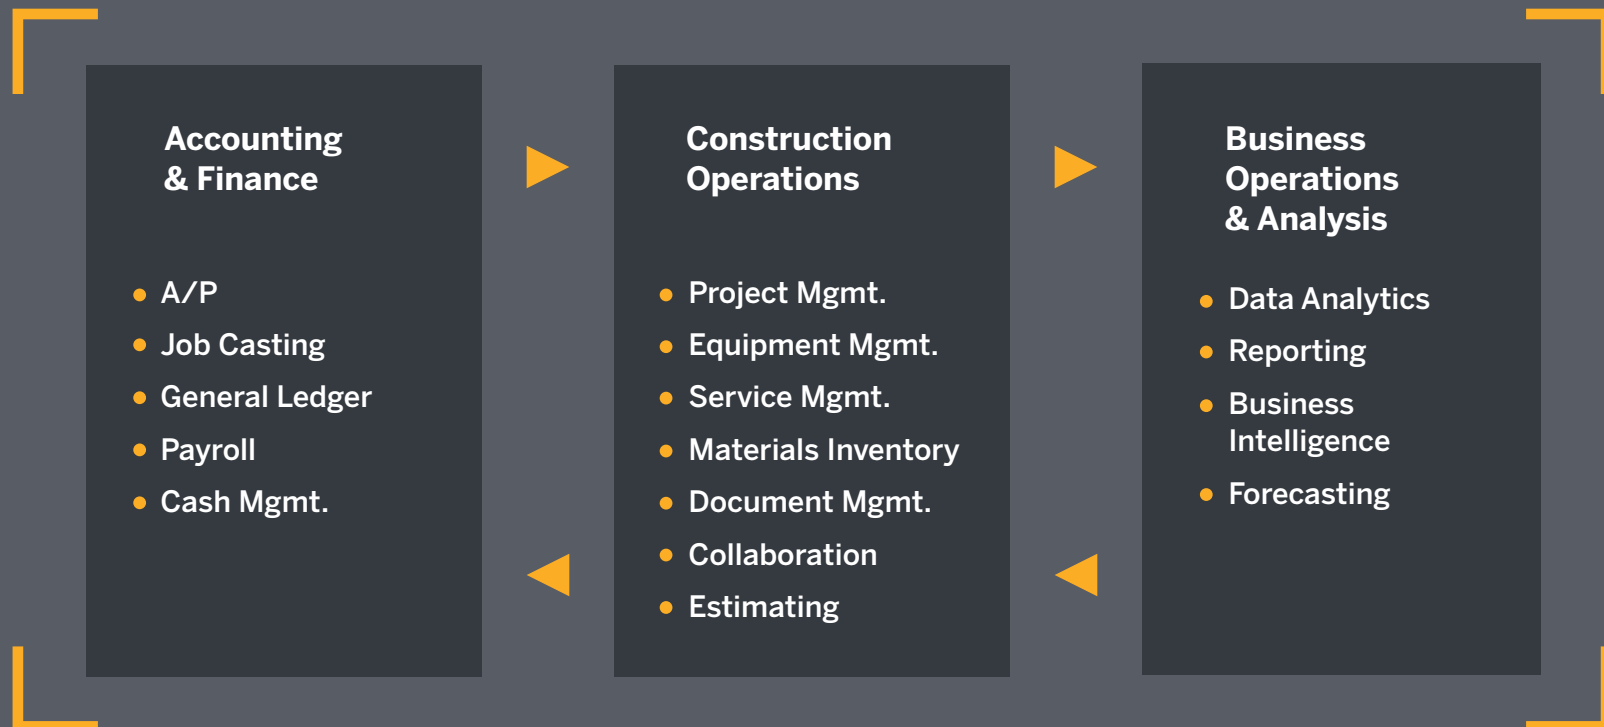 Accounting
& Finance
A/P
Job Casting
General Ledger
Payroll
Cash Mgmt.
Construction
Operations
Project Mgmt.
Equipment Mgmt.
Service Mgmt.
Materials Inventory
Document Mgmt.
Collaboration
Estimating
Business
Operations
& Analysis
Data Analytics
Reporting
Business
Intelligence
Forecasting